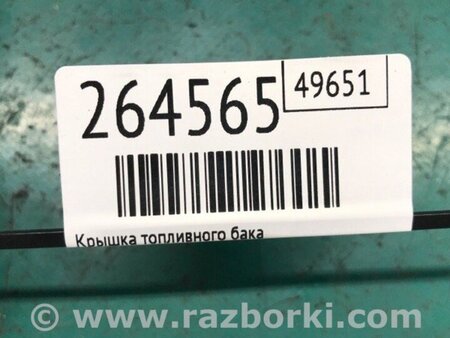 264565
49651
Крышка топливного бака
© www.razborki.com